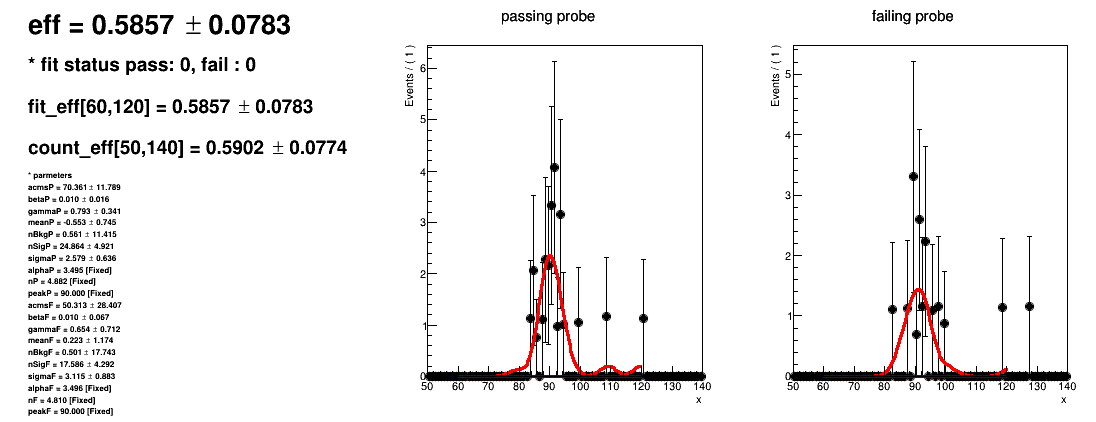 eff = 0.5857 ± 0.0783
* fit status pass: 0, fail : 0
fit_eff[60,120] = 0.5857 ± 0.0783
count_eff[50,140] = 0.5902 ± 0.0774
* parmeters
acmsP = 70.361 ± 11.789
betaP = 0.010 ± 0.016
gammaP = 0.793 ± 0.341
meanP = -0.553 ± 0.745
nBkgP = 0.561 ± 11.415
nSigP = 24.864 ± 4.921
sigmaP = 2.579 ± 0.636
alphaP = 3.495 [Fixed]
nP = 4.882 [Fixed]
peakP = 90.000 [Fixed]
acmsF = 50.313 ± 28.407
betaF = 0.010 ± 0.067
gammaF = 0.654 ± 0.712
meanF = 0.223 ± 1.174
nBkgF = 0.501 ± 17.743
nSigF = 17.586 ± 4.292
sigmaF = 3.115 ± 0.883
alphaF = 3.496 [Fixed]
nF = 4.810 [Fixed]
peakF = 90.000 [Fixed]
passing probe
Events / ( 1 )
6
5
4
3
2
1
0
50 60 70 80 90 100 110 120 130 140
x
failing probe
Events / ( 1 )
5
4
3
2
1
0
50 60 70 80 90 100 110 120 130 140
x